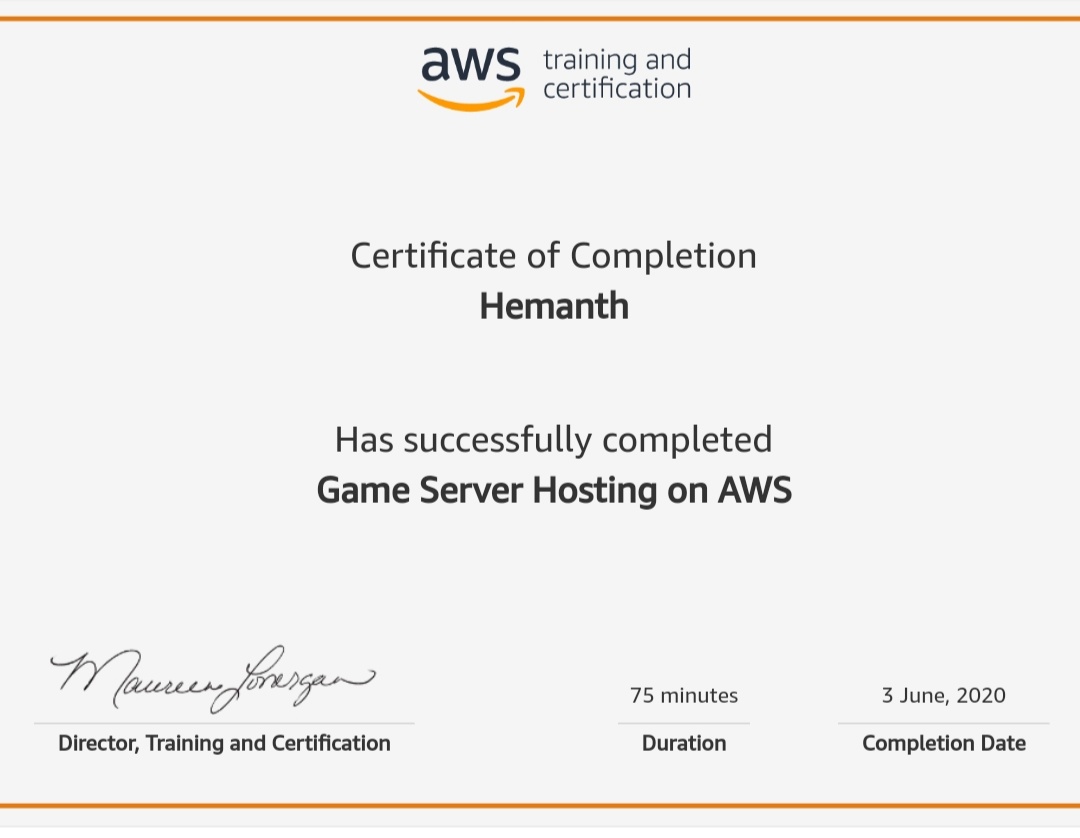 aws training and
certification
Certificate of Completion
Hemanth
Has successfully completed
Game Server Hosting on AWS
Maureen Lonergan
75 minutes
3 June, 2020
Director, Training and Certification
Duration
Completion Date